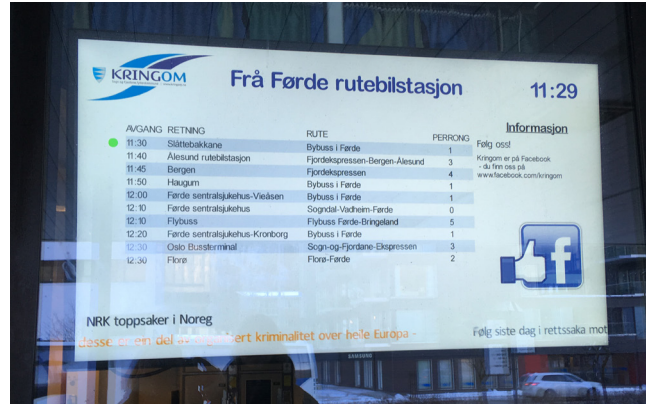 KRINGOM
Frå Førde rutebilstasjon
11:29
AVGANG RETNING RUTE PERRONG
11:30 Slåttebakkane Bybuss i Førde 1
11:40 Ålesund rutebilstasjon Fjordekspressen-Bergen-Ålesund 3
11:45 Bergen Fjordekspressen 4
11:50 Haugum Bybuss i Førde 1
12:00 Førde sentralsjukehus-Vieåsen Bybuss i Førde 1
12:10 Førde sentralsjukehus Sogndal-Vadheim-Førde 0
12:10 Flybuss Flybuss Førde-Bringeland 5
12:20 Førde sentralsjukehus-Kronborg Bybuss i Førde 1
12:30 Oslo Bussterminal Sogn-og-Fjordane-Ekspressen 3
12:30 Florø Florø-Førde 2
Informasjon
Følg oss!
Kringom er på Facebook
- du finn oss på
www.facebook.com/kringom
f
NRK toppsaker i Noreg
ein del av kriminalitet over heile Europa -
Følg siste dag i rettssaka mot
SAMSUNG